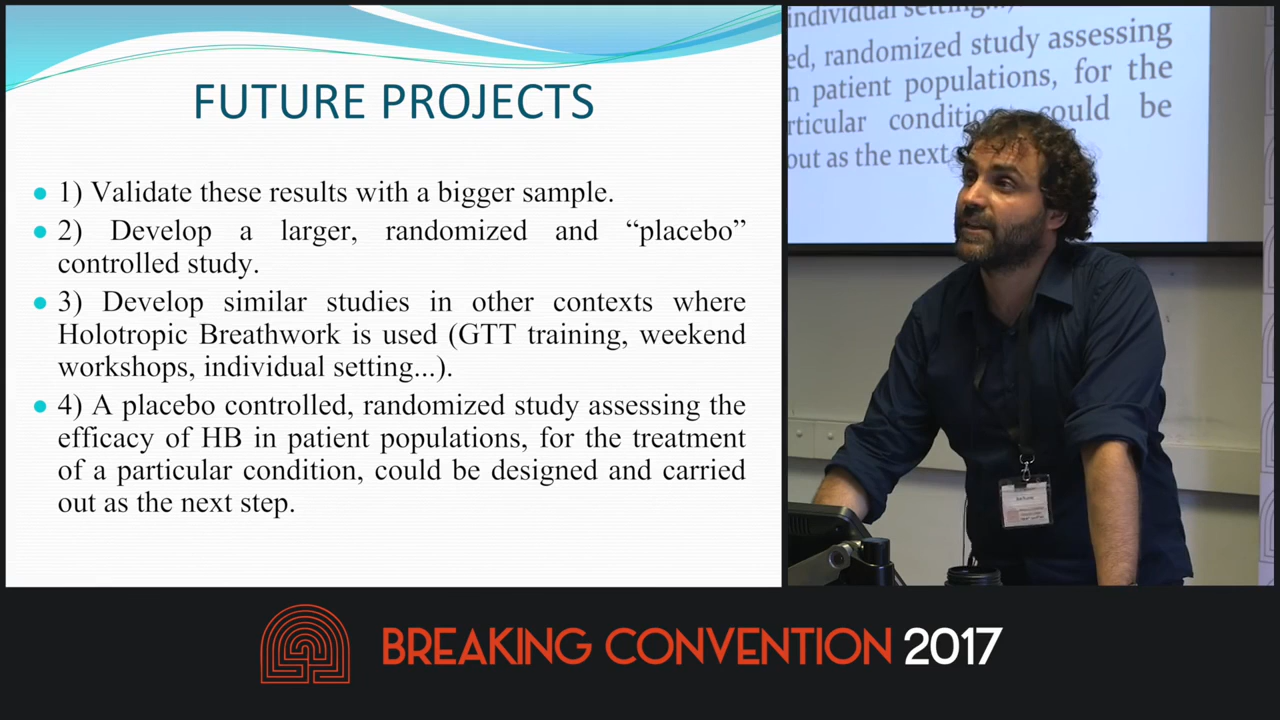 FUTURE PROJECTS
1) Validate these results with a bigger sample.
2) Develop a larger, randomized and “placebo”
controlled study.
3) Develop similar studies in other contexts where
Holotropic Breathwork is used (GTT training, weekend
workshops, individual setting...).
4) A placebo controlled, randomized study assessing the
efficacy of HB in patient populations, for the treatment
of a particular condition, could be designed and carried
out as the next step.
individual setting...
ed, randomized study assessing
n patient populations, for the
rticular condition, could be
out as the next
BREAKING CONVENTION 2017